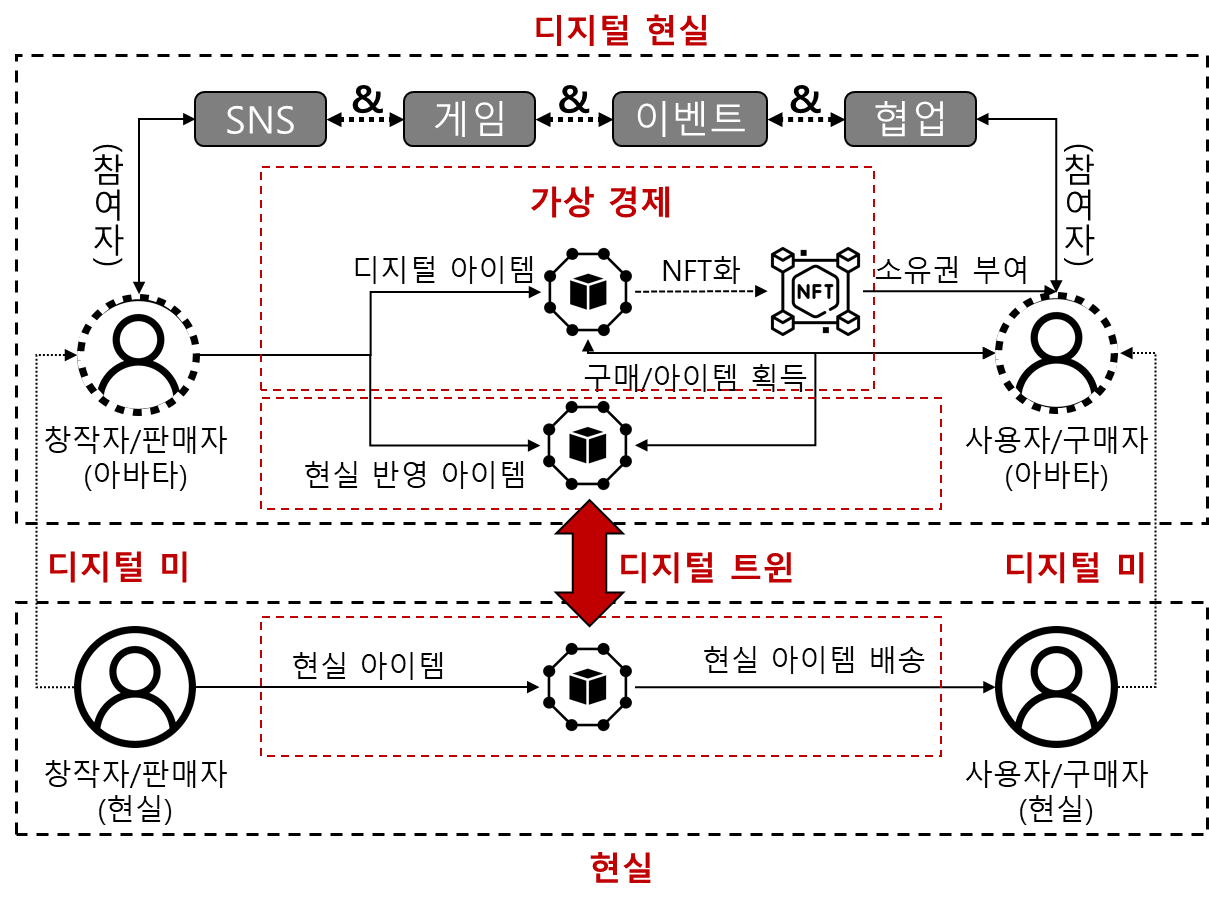 디지털 현실
SNS
&
게임
&
이벤트
&
협업
(참여자)
(참여자)
가상 경제
디지털 아이템
NFT화
NFT
소유권 부여
구매/아이템 획득
창작자/판매자
(아바타)
현실 반영 아이템
사용자/구매자
(아바타)
디지털 미
디지털 트윈
디지털 미
현실 아이템
현실 아이템 배송
창작자/판매자
(현실)
사용자/구매자
(현실)
현실